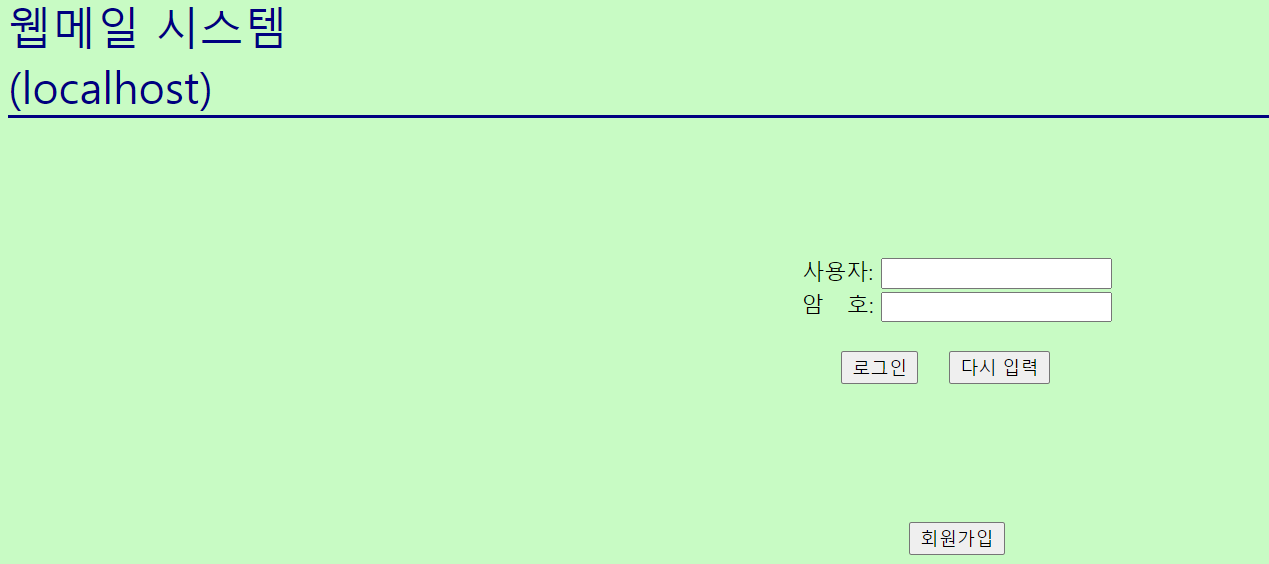 웹메일 시스템
(localhost)
사용자:
암 호:
로그인 다시 입력
회원가입